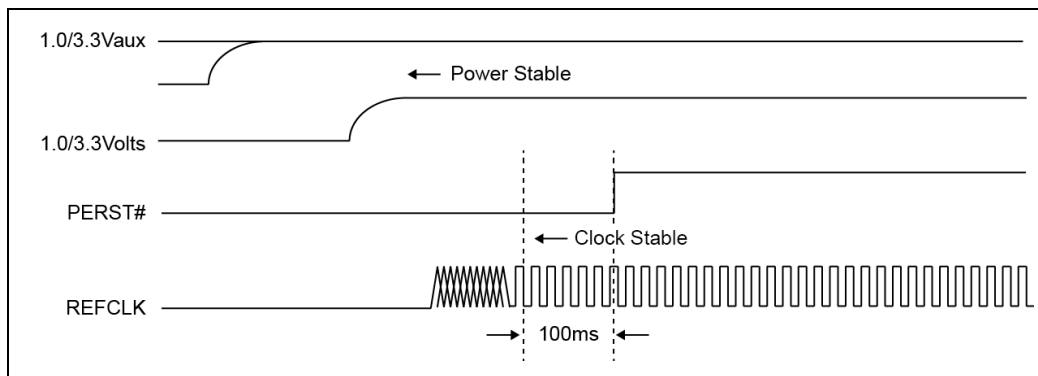 1.0/3.3Vaux
Power Stable
1.0/3.3Volts
PERST#
Clock Stable
REFCLK
100ms